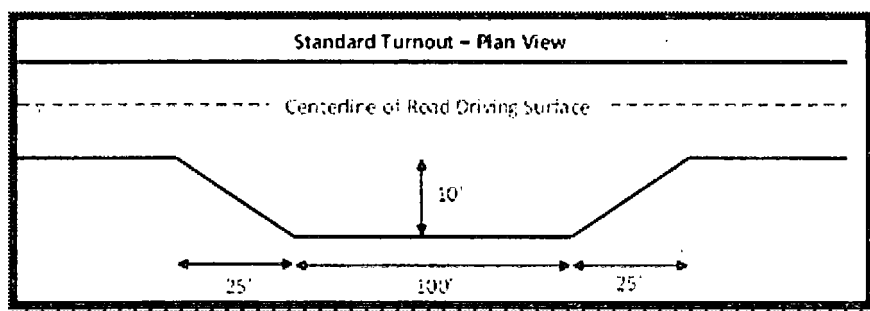 Standard Turnout – Plan View
Centerline of Road Driving Surface
10'
25' 100' 25'